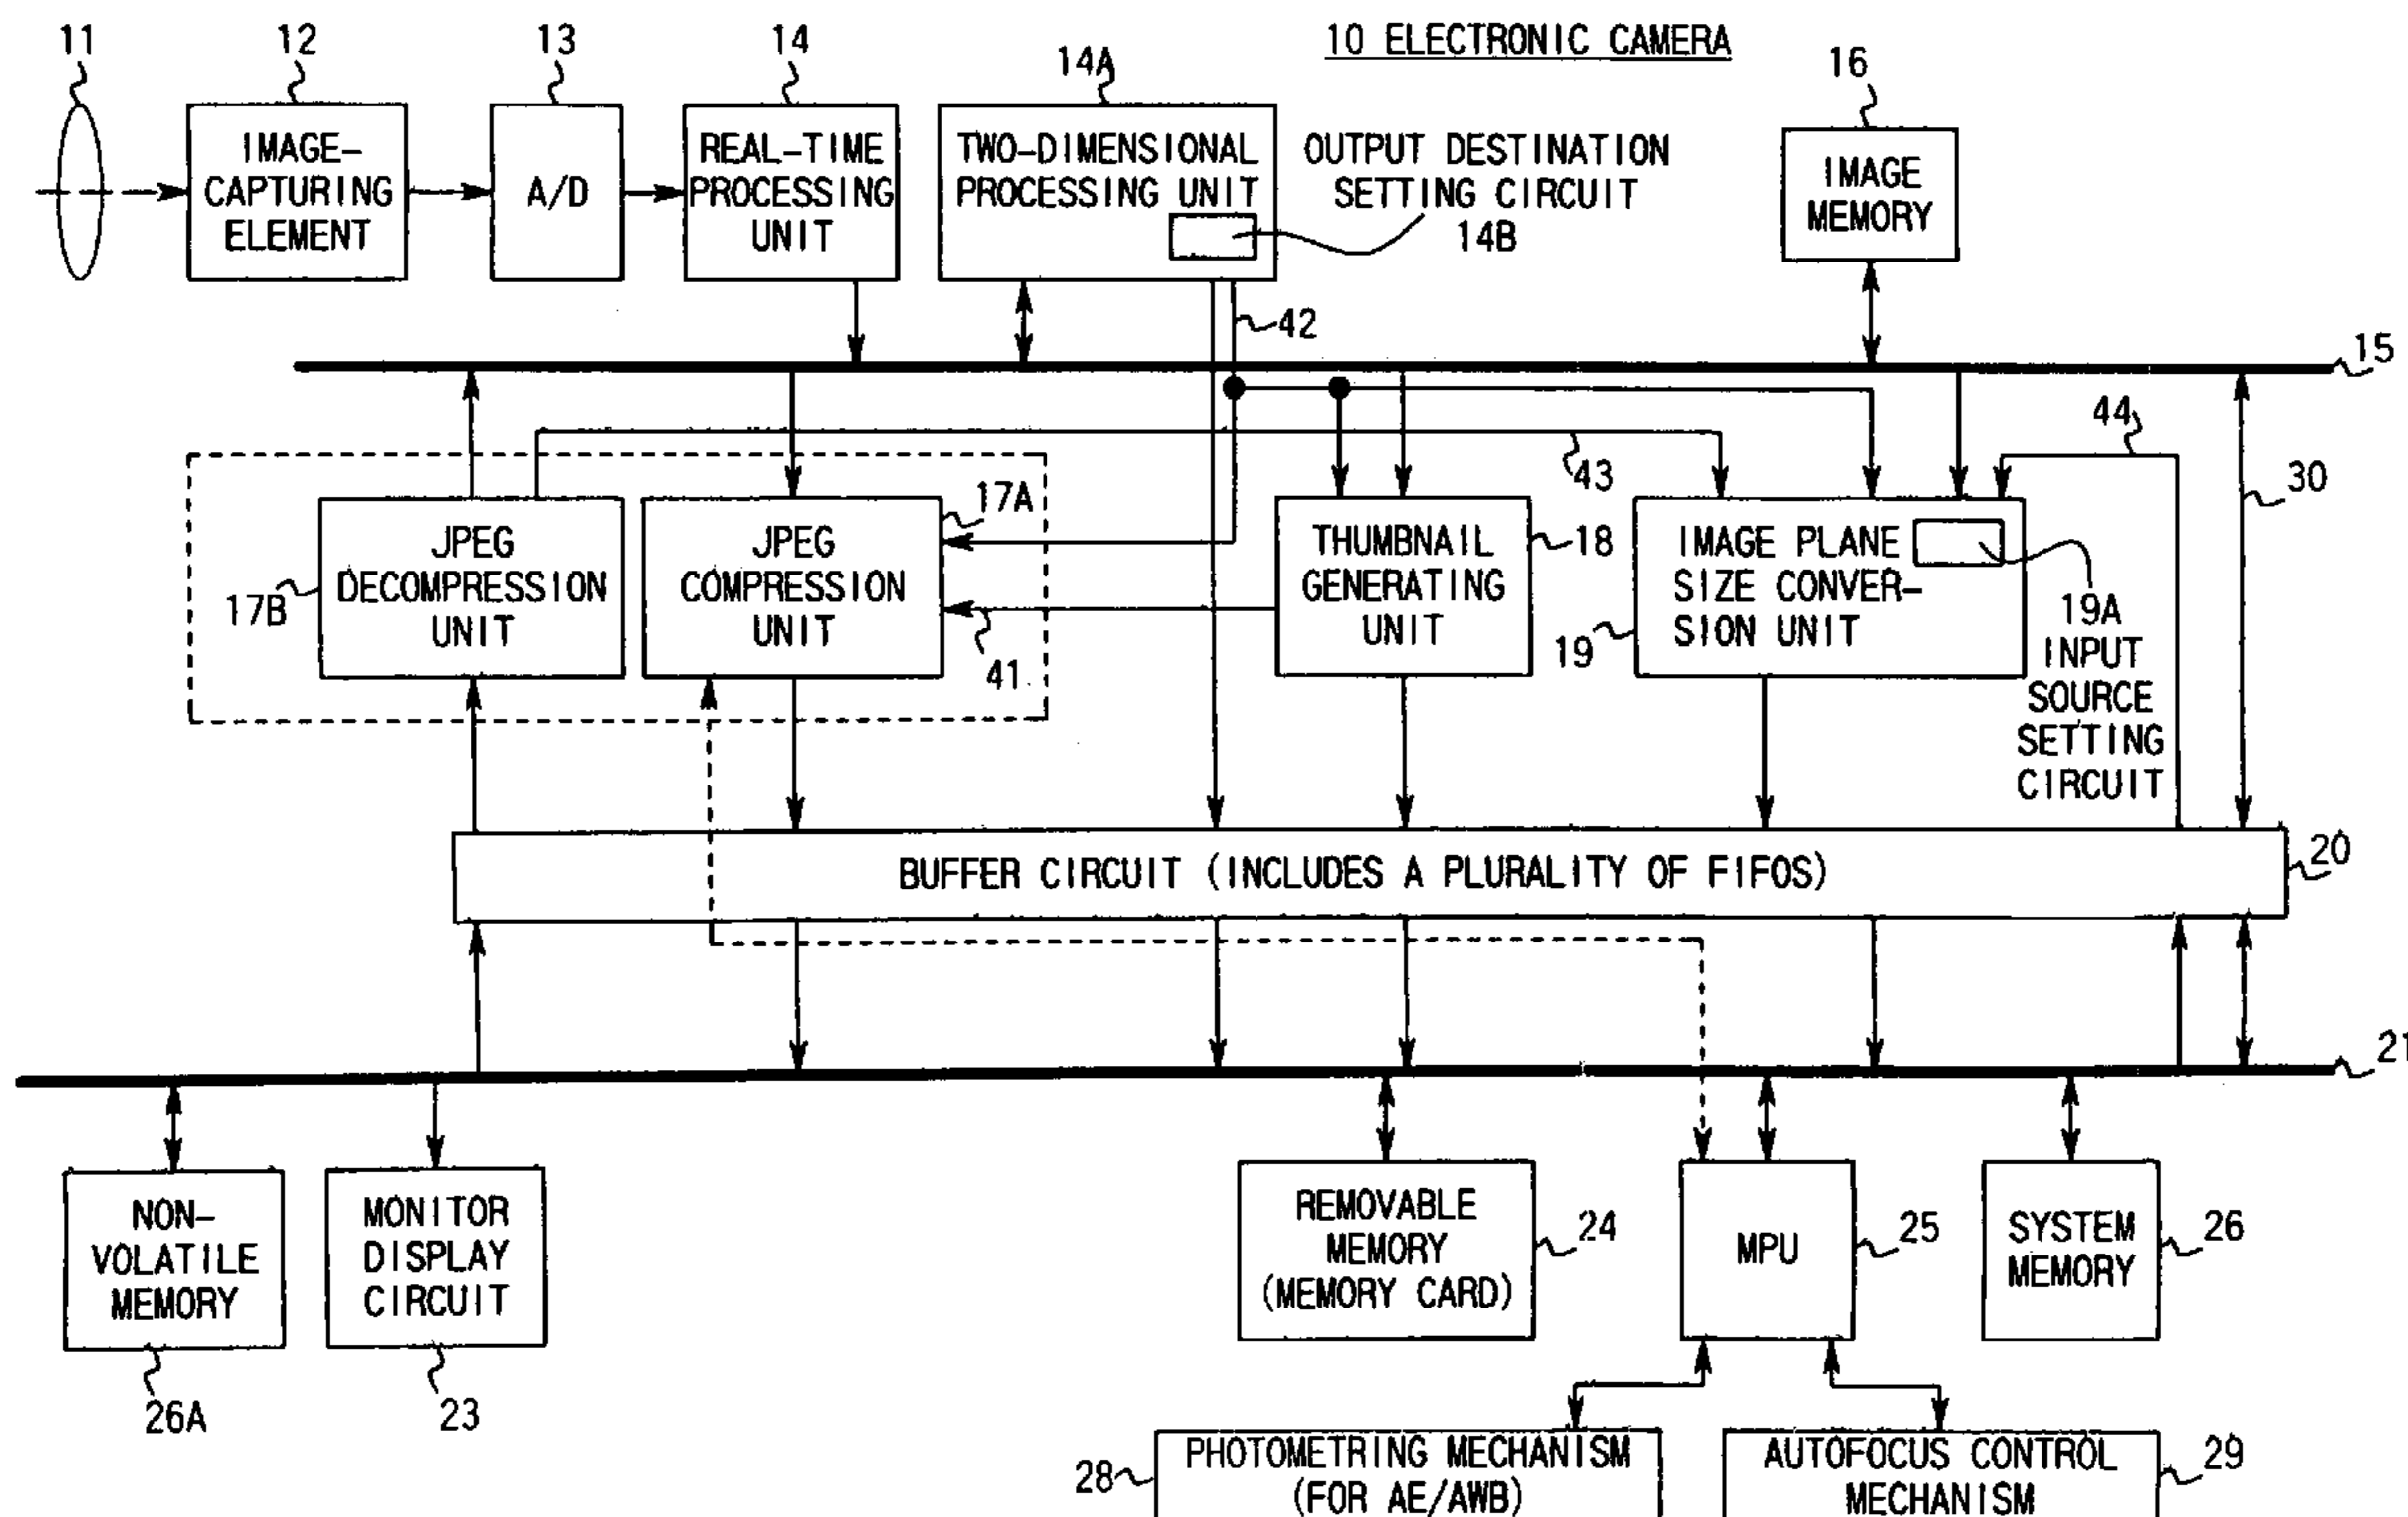 10 ELECTRONIC CAMERA
11
12
13
14
14A
16
IMAGE-
CAPTURING
ELEMENT
A/D
REAL-TIME
PROCESSING
UNIT
TWO-DIMENSIONAL
PROCESSING UNIT
OUTPUT DESTINATION
SETTING CIRCUIT
14B
IMAGE
MEMORY
42
15
44
43
30
17A
17B
JPEG
DECOMPRESSION
UNIT
JPEG
COMPRESSION
UNIT
41
THUMBNAIL
GENERATING
UNIT
18
IMAGE PLANE
SIZE CONVER-
SION UNIT
19
19A
INPUT
SOURCE
SETTING
CIRCUIT
BUFFER CIRCUIT (INCLUDES A PLURALITY OF FIFOS)
20
21
NON-
VOLATILE
MEMORY
26A
MONITOR
DISPLAY
CIRCUIT
23
REMOVABLE
MEMORY
(MEMORY CARD)
24
MPU
25
SYSTEM
MEMORY
26
28
PHOTOMETRING MECHANISM
(FOR AE/AWB)
AUTOFOCUS CONTROL
MECHANISM
29